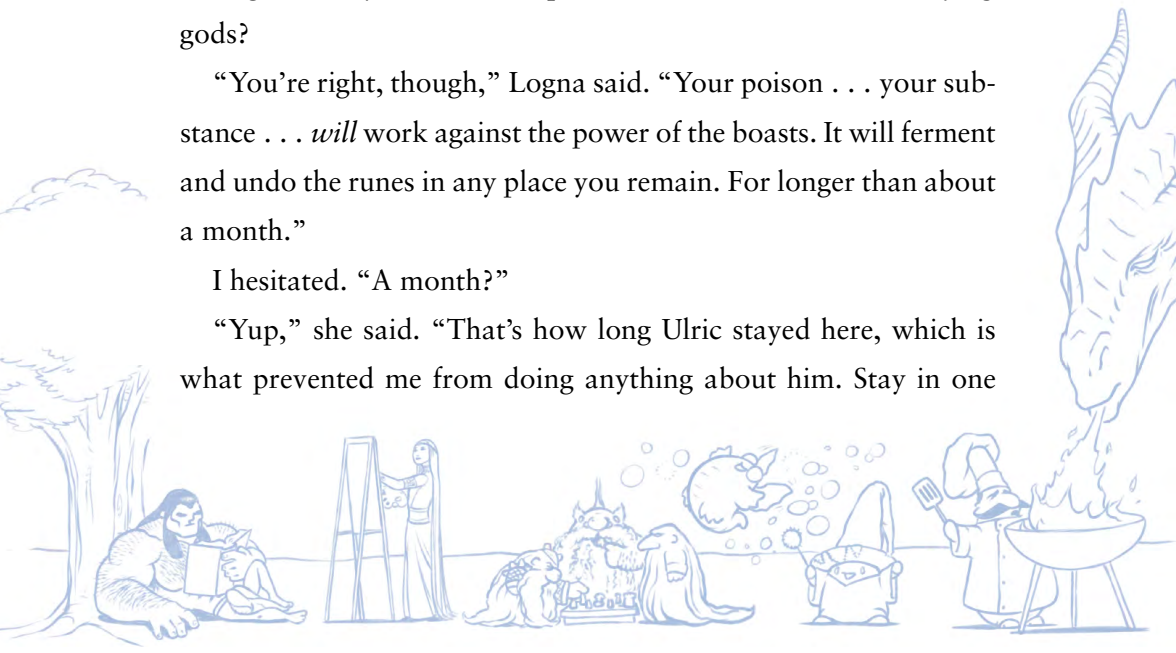 gods?
“You're right, though,” Logna said. “Your poison . . . your sub-
stance . . . will work against the power of the boasts. It will ferment
and undo the runes in any place you remain. For longer than about
a month.”
I hesitated. “A month?”
“Yup,” she said. “That’s how long Ulric stayed here, which is
what prevented me from doing anything about him. Stay in one